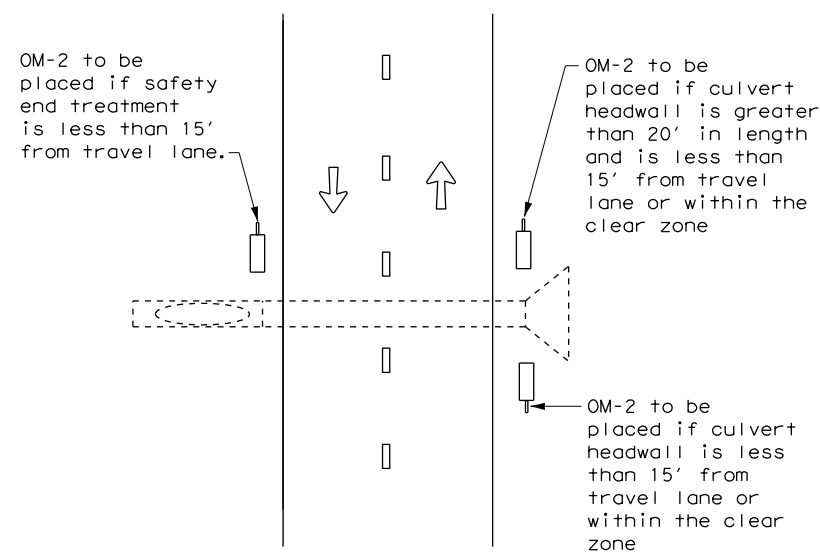 OM-2 to be
placed if safety
end treatment
is less than 15'
from travel lane.
OM-2 to be
placed if culvert
headwall is greater
than 20' in length
and is less than
15' from travel
lane or within the
clear zone
OM-2 to be
placed if culvert
headwall is less
than 15' from
travel lane or
within the clear
zone